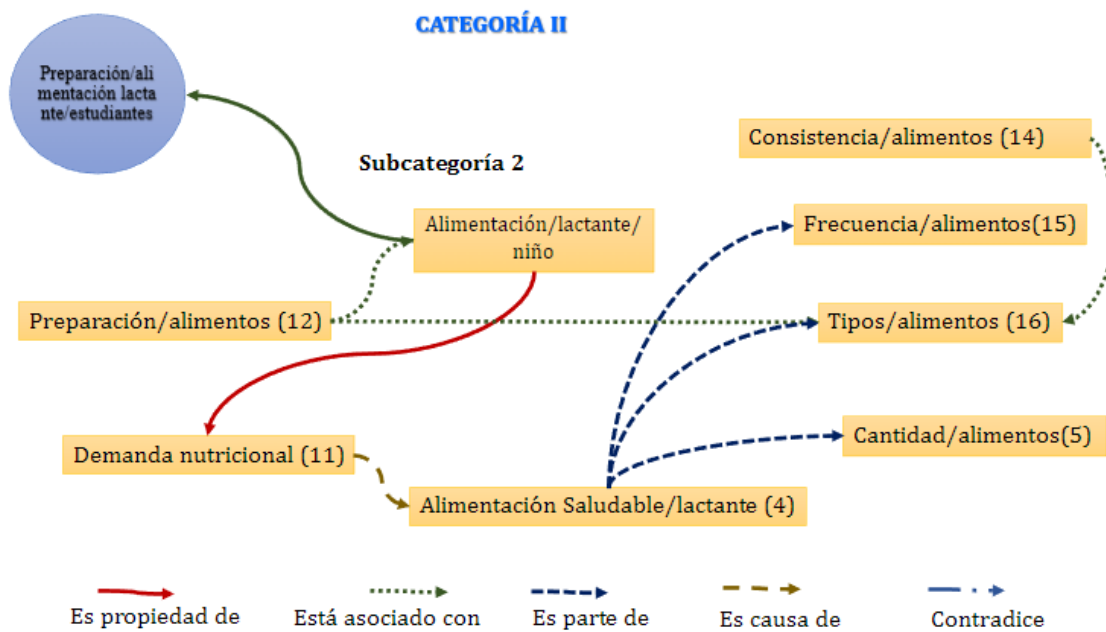 CATEGORÍA II
Preparación/ali
mentación lacta
nte/estudiantes
Subcategoría 2
Consistencia/alimentos (14)
Alimentación/lactante/
niño
Frecuencia/alimentos(15)
Preparación/alimentos (12)
Tipos/alimentos (16)
Demanda nutricional (11)
Cantidad/alimentos(5)
Alimentación Saludable/lactante (4)
Es propiedad de
Está asociado con
Es parte de
Es causa de
Contradice